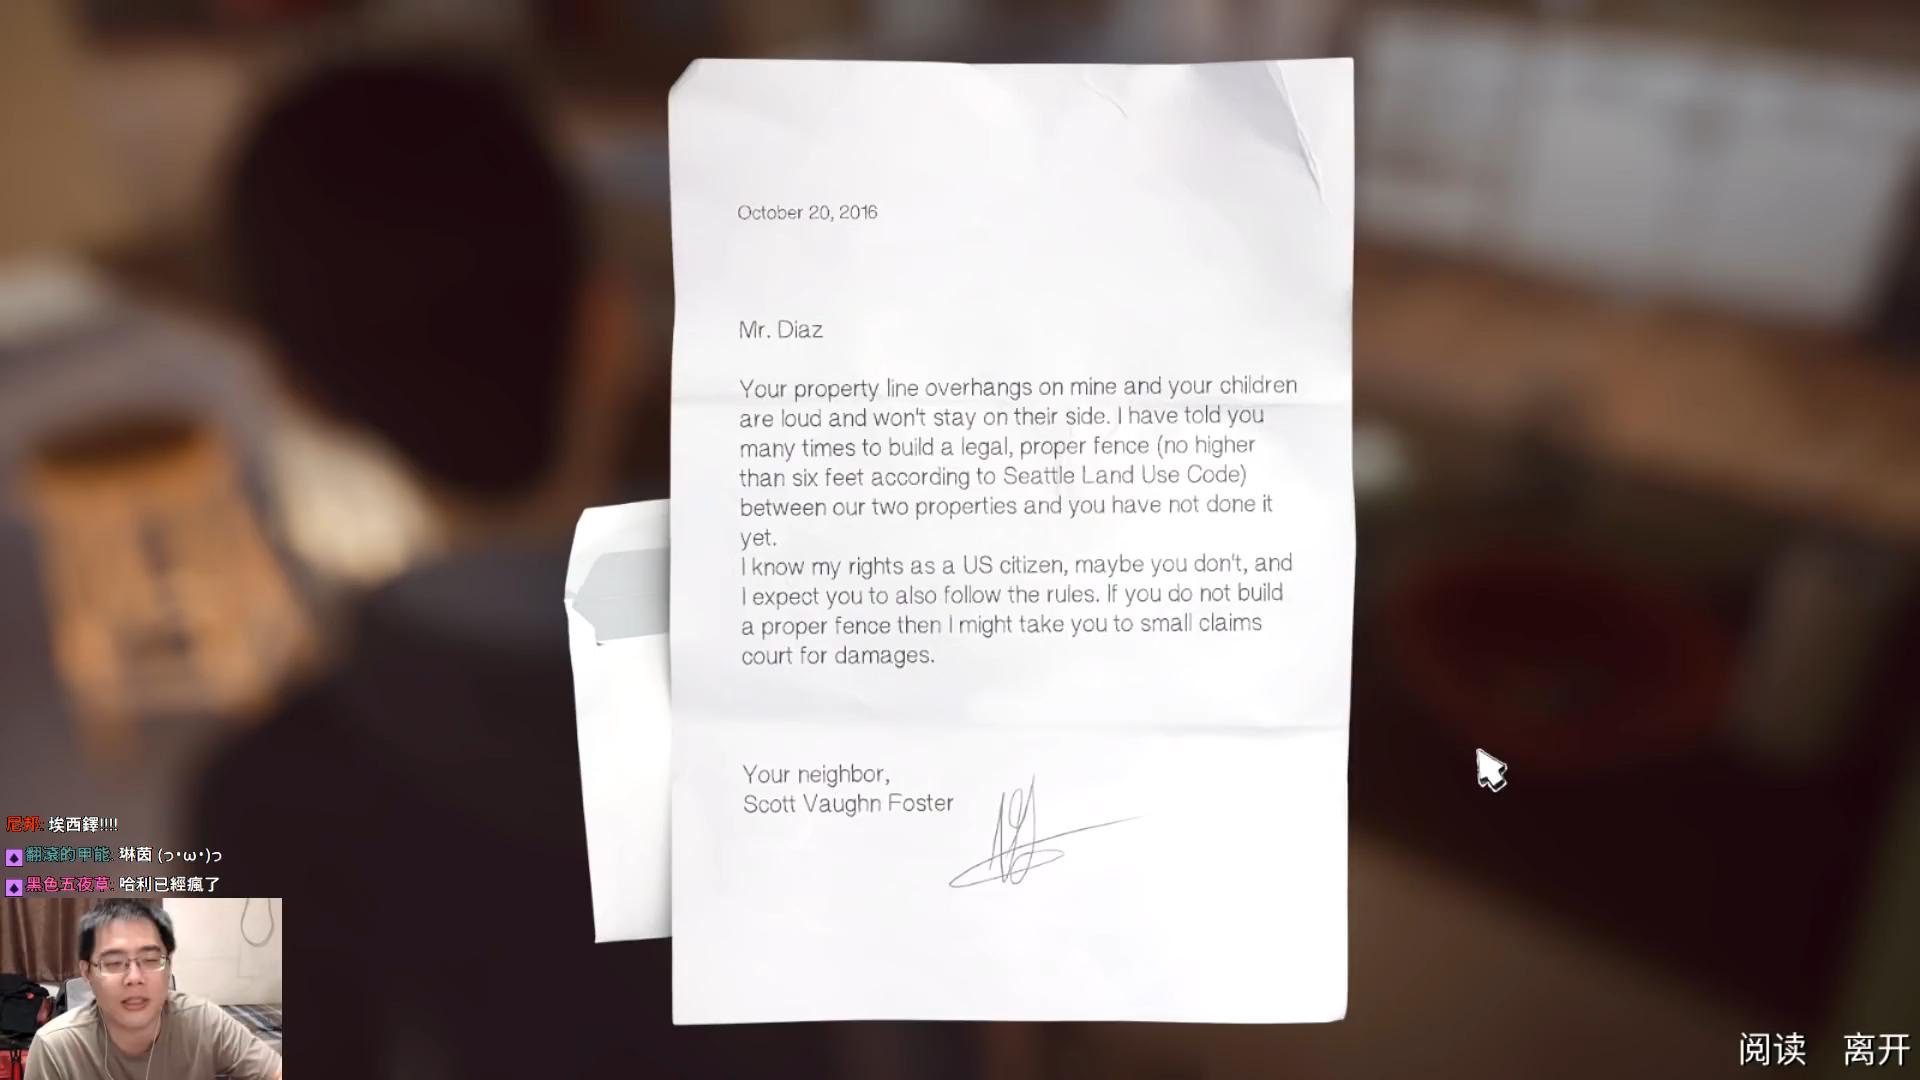 October 20, 2016
Mr. Diaz
Your property line overhangs on mine and your children
are loud and won't stay on their side. I have told you
many times to build a legal, proper fence (no higher
than six feet according to Seattle Land Use Code)
between our two properties and you have not done it
yet.
I know my rights as a US citizen, maybe you don't, and
I expect you to also follow the rules. If you do not build
a proper fence then I might take you to small claims
court for damages.
Your neighbor,
Scott Vaughn Foster
尼邦: 埃西鐸!!!!
翻滾的甲能: 琳茵 (っ･ω･)っ
黑色五夜草: 哈利已經瘋了
阅读 离开